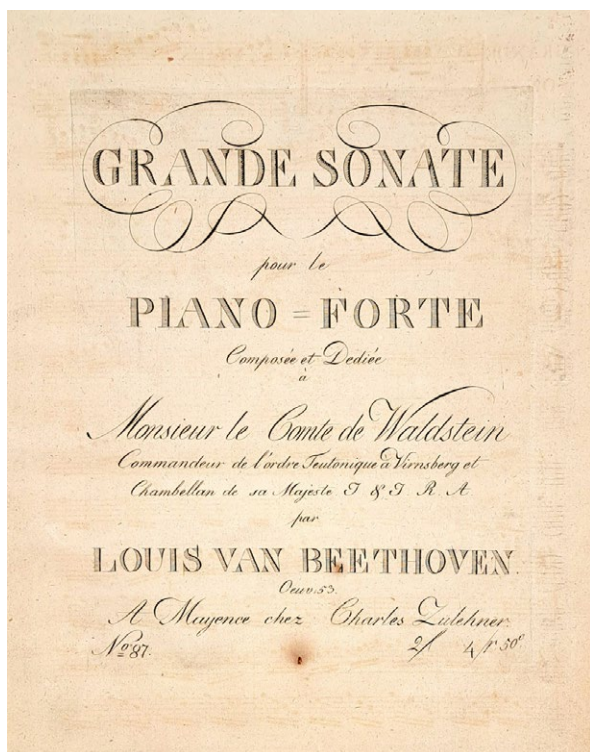 GRANDE SONATE
pour le
PIANO = FORTE
Composée et Dediée
à
Monsieur le Comte de Waldstein
Commandeur de l'ordre Teutonique à Virnsberg et
Chambellan de sa Majesté I & I. R. A.
par
LOUIS VAN BEETHOVEN.
Oeuv. 53.
A Mayence chez Charles Zulehner.
No. 87. 2f 4fr 50c